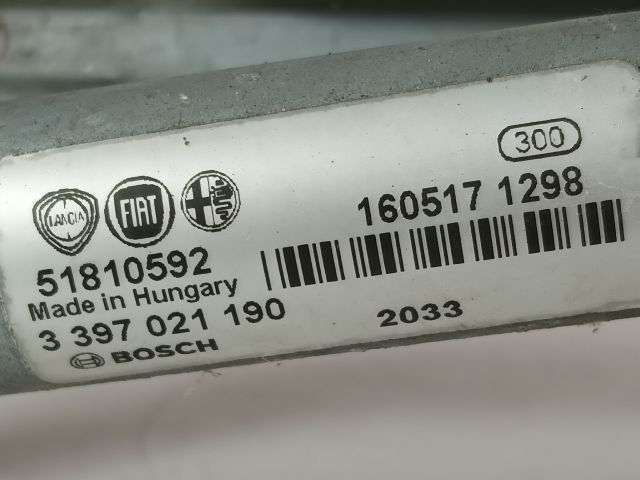 300
LANCIA FIAT
160517 1298
51810592
Made in Hungary
3 397 021 190
2033
BOSCH